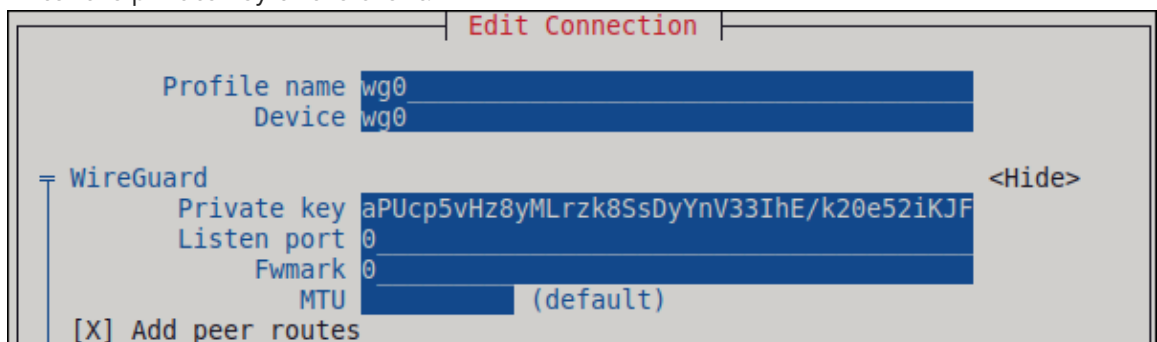 Edit Connection
Profile name wg0
Device wg0
WireGuard <Hide>
Private key aPUcp5vHz8yMLrzk8SsDyYnV33IhE/k20e52iKJF
Listen port 0
Fwmark 0
MTU (default)
[X] Add peer routes